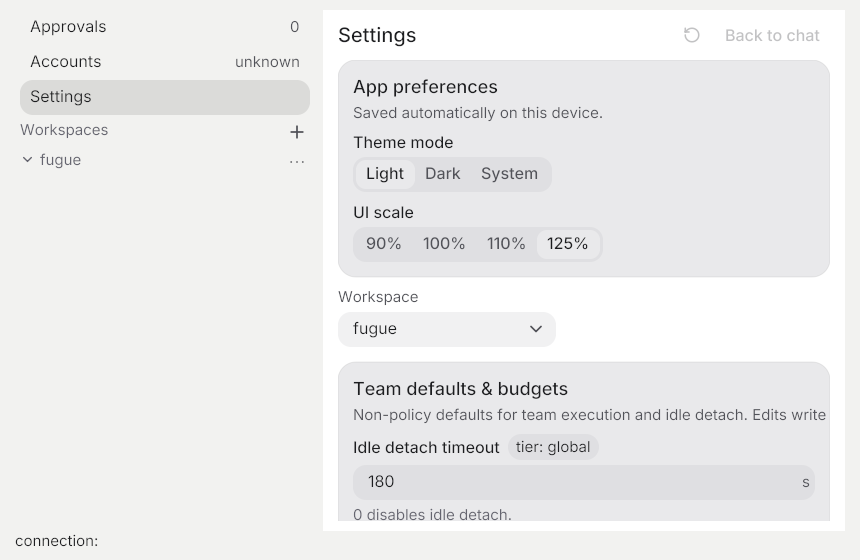 Approvals 0
Accounts unknown
Settings
Workspaces +
fugue ...
connection:
Settings Back to chat
App preferences
Saved automatically on this device.
Theme mode
Light Dark System
UI scale
90% 100% 110% 125%
Workspace
fugue
Team defaults & budgets
Non-policy defaults for team execution and idle detach. Edits write
Idle detach timeout tier: global
180 s
0 disables idle detach.